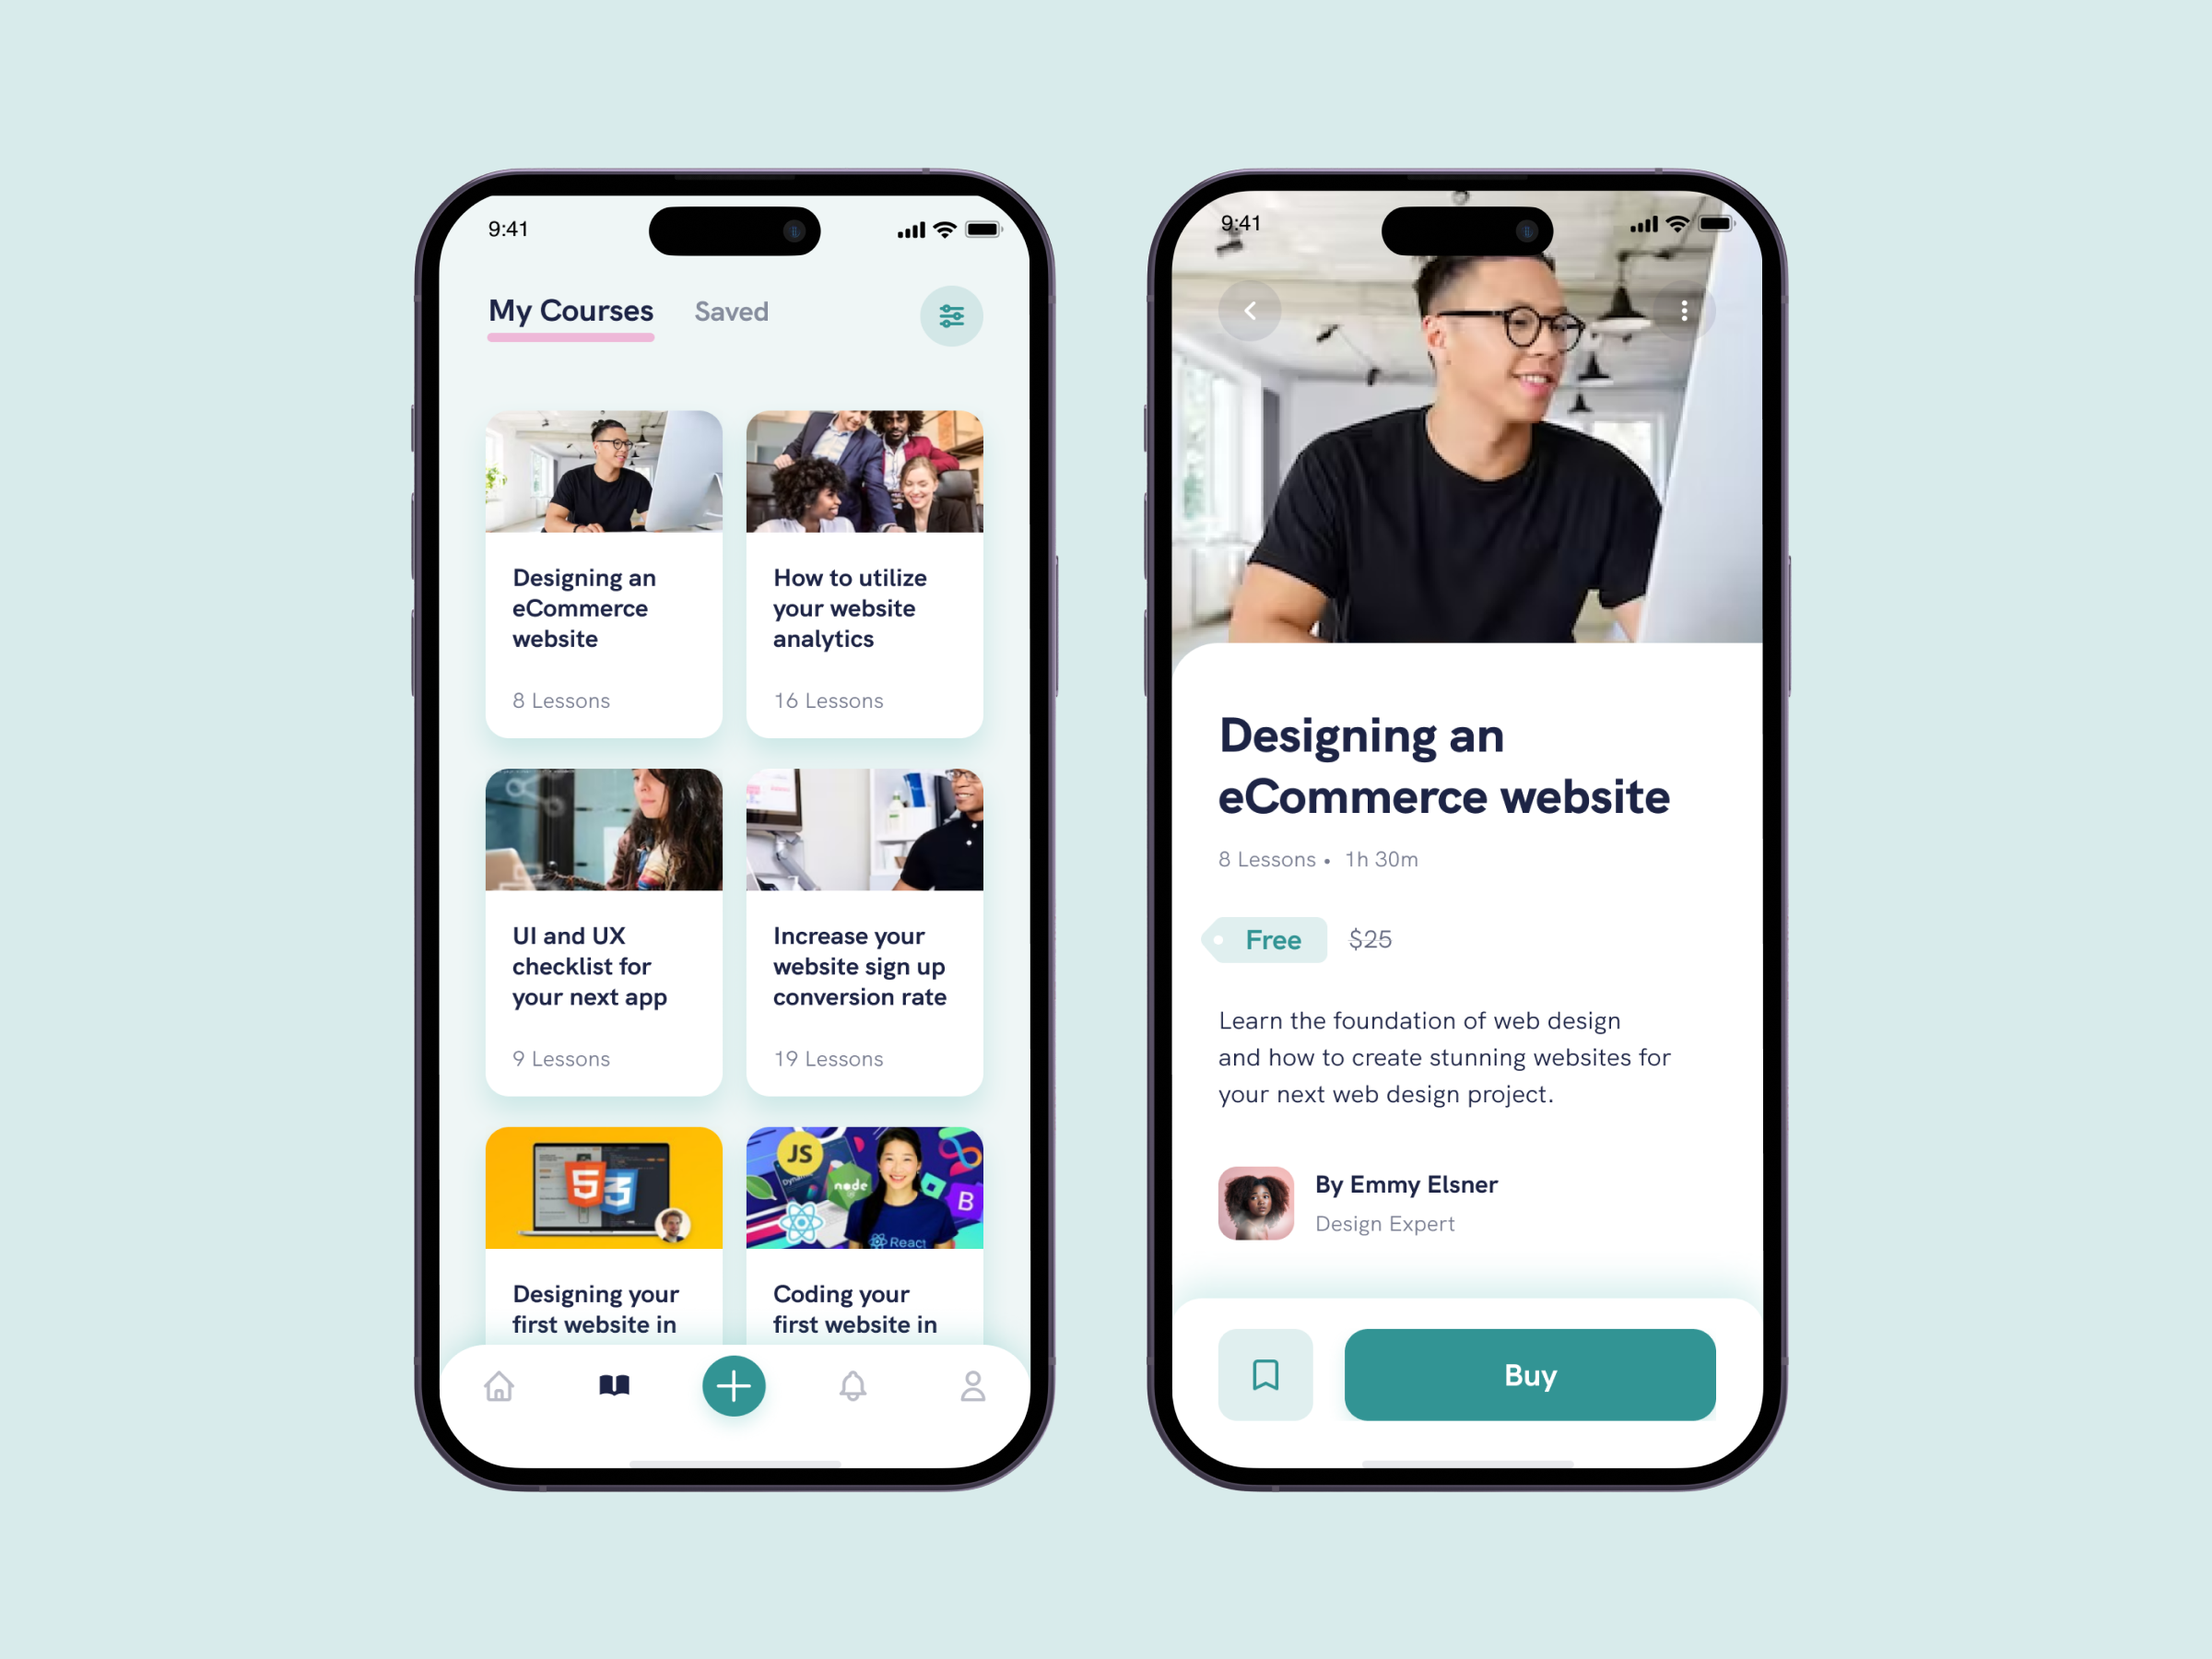 9:41
My Courses Saved
Designing an
eCommerce
website
8 Lessons
How to utilize
your website
analytics
16 Lessons
UI and UX
checklist for
your next app
9 Lessons
Increase your
website sign up
conversion rate
19 Lessons
5 3
JS
node
B
React
Designing your
first website in
Coding your
first website in
9:41
Designing an
eCommerce website
8 Lessons • 1h 30m
Free $25
Learn the foundation of web design
and how to create stunning websites for
your next web design project.
By Emmy Elsner
Design Expert
Buy